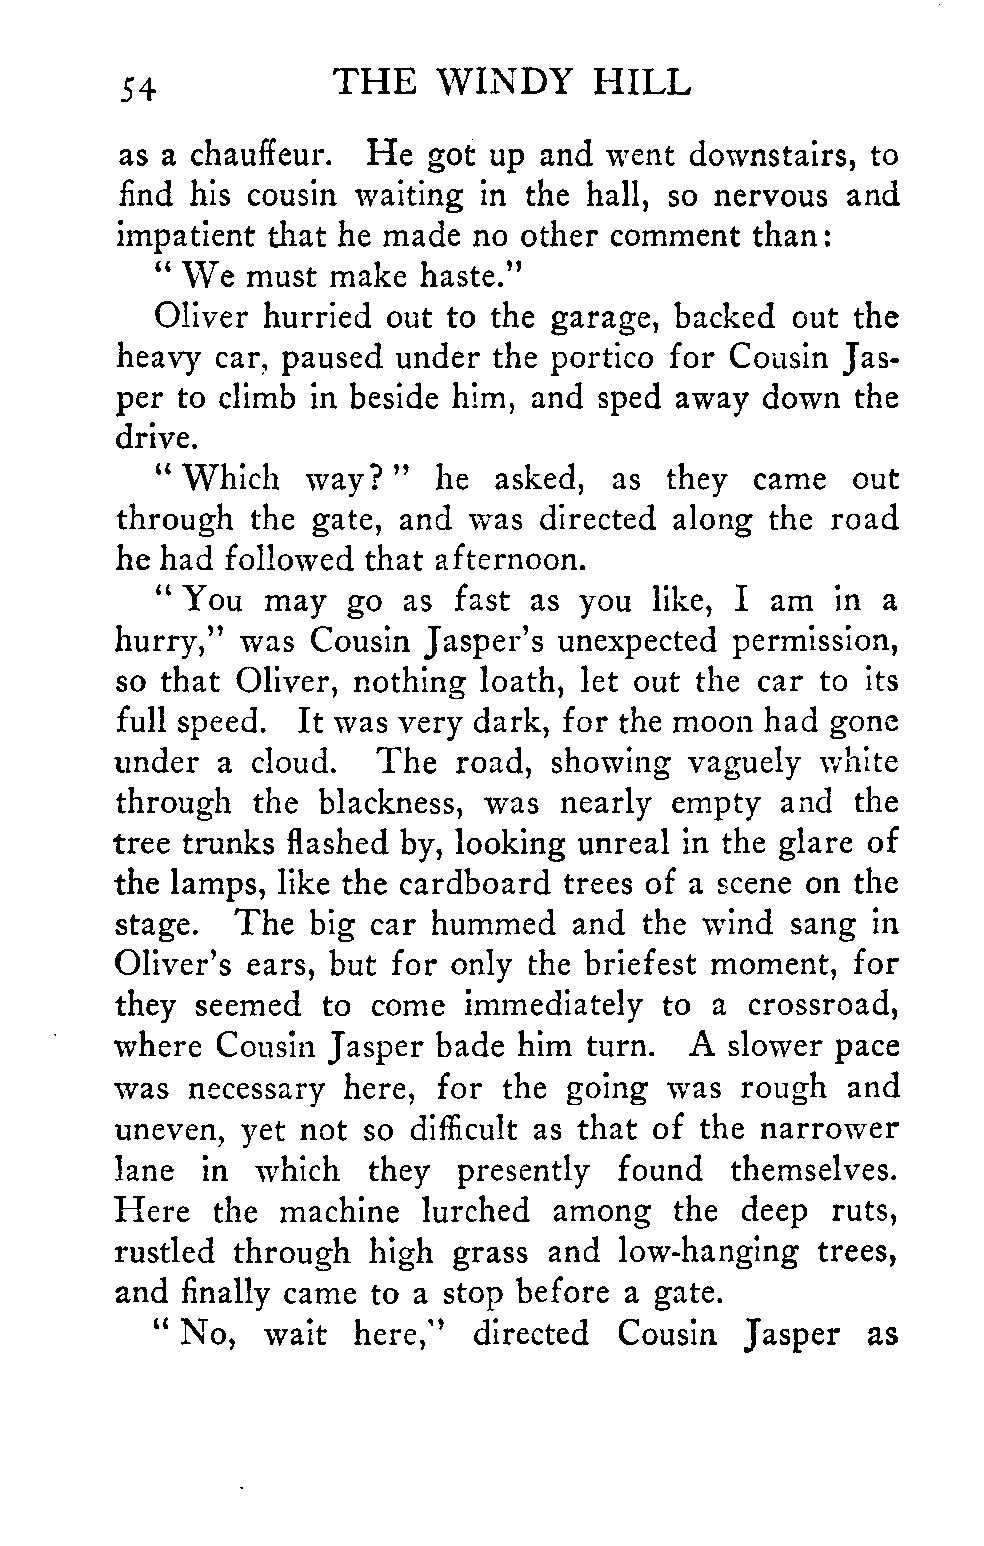 54 THE WINDY HILL
as a chauffeur. He got up and went downstairs, to
find his cousin waiting in the hall, so nervous and
impatient that he made no other comment than:
“ We must make haste.”
Oliver hurried out to the garage, backed out the
heavy car, paused under the portico for Cousin Jas-
per to climb in beside him, and sped away down the
drive.
“ Which way? ” he asked, as they came out
through the gate, and was directed along the road
he had followed that afternoon.
“ You may go as fast as you like, I am in a
hurry,” was Cousin Jasper’s unexpected permission,
so that Oliver, nothing loath, let out the car to its
full speed. It was very dark, for the moon had gone
under a cloud. The road, showing vaguely white
through the blackness, was nearly empty and the
tree trunks flashed by, looking unreal in the glare of
the lamps, like the cardboard trees of a scene on the
stage. The big car hummed and the wind sang in
Oliver’s ears, but for only the briefest moment, for
they seemed to come immediately to a crossroad,
where Cousin Jasper bade him turn. A slower pace
was necessary here, for the going was rough and
uneven, yet not so difficult as that of the narrower
lane in which they presently found themselves.
Here the machine lurched among the deep ruts,
rustled through high grass and low-hanging trees,
and finally came to a stop before a gate.
“ No, wait here,” directed Cousin Jasper as